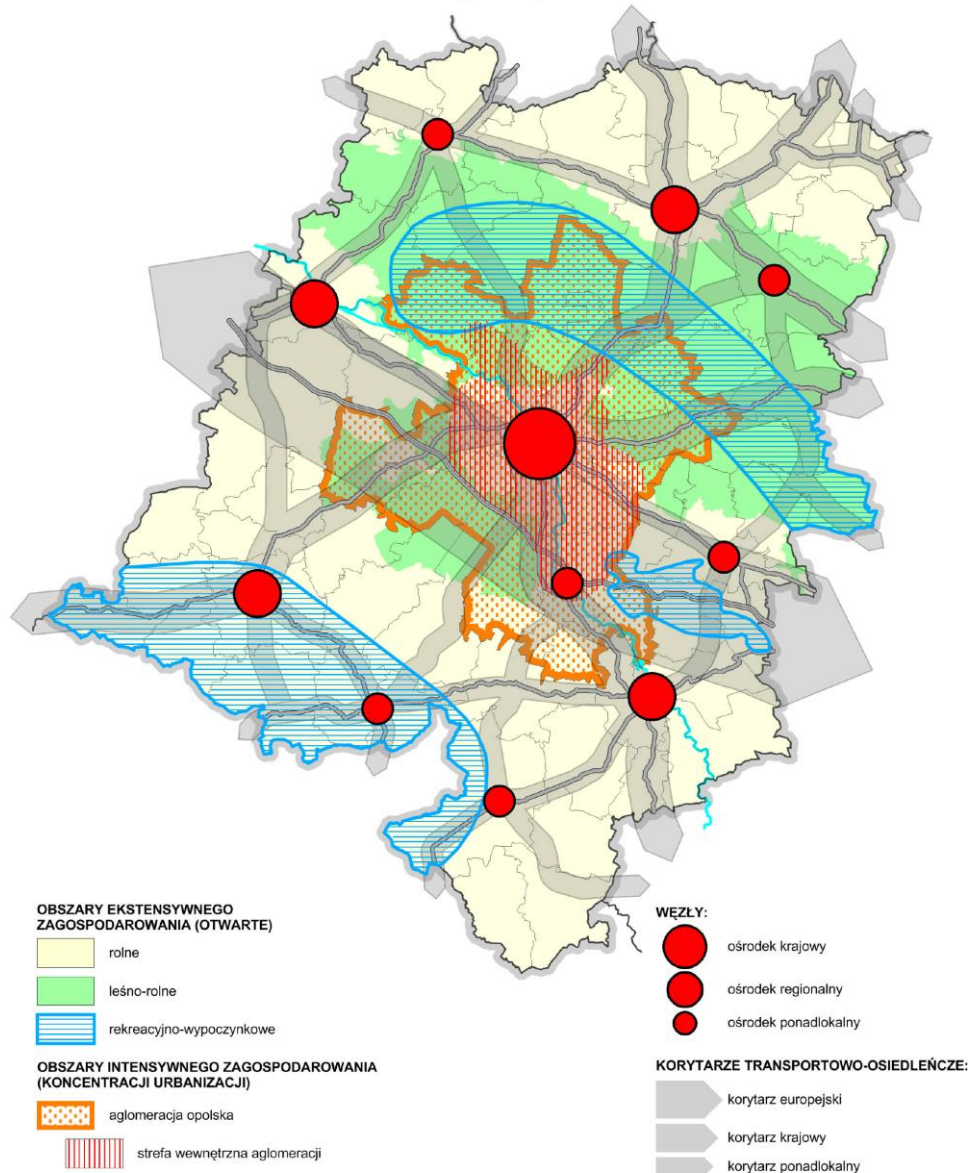 OBSZARY EKSTENSYWNEGO
ZAGOSPODAROWANIA (OTWARTE)
rolne
leśno-rolne
rekreacyjno-wypoczynkowe
OBSZARY INTENSYWNEGO ZAGOSPODAROWANIA
(KONCENTRACJI URBANIZACJI)
aglomeracja opolska
strefa wewnętrzna aglomeracji
WĘZŁY:
ośrodek krajowy
ośrodek regionalny
ośrodek ponadlokalny
KORYTARZE TRANSPORTOWO-OSIEDLEŃCZE:
korytarz europejski
korytarz krajowy
korytarz ponadlokalny